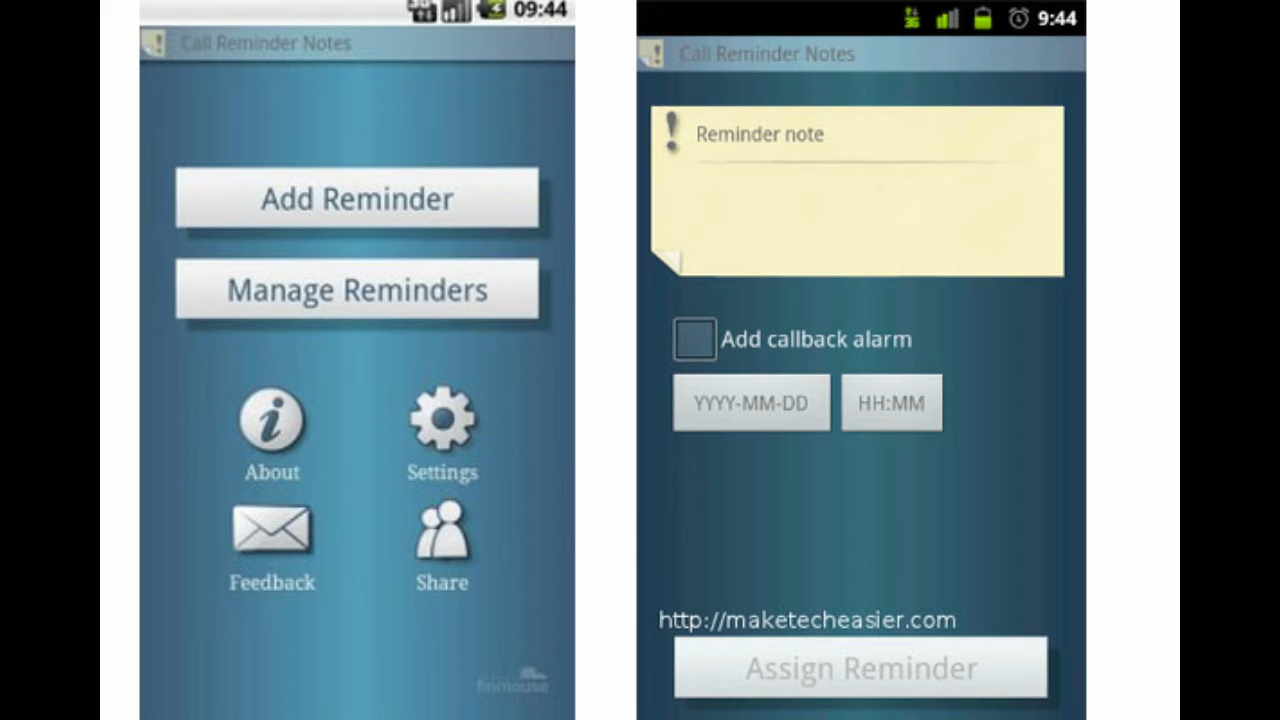 09:44
Call Reminder Notes
Add Reminder
Manage Reminders
About
Settings
Feedback
Share
finmouse
9:44
Call Reminder Notes
Reminder note
Add callback alarm
YYYY-MM-DD
HH:MM
http://maketecheasier.com
Assign Reminder